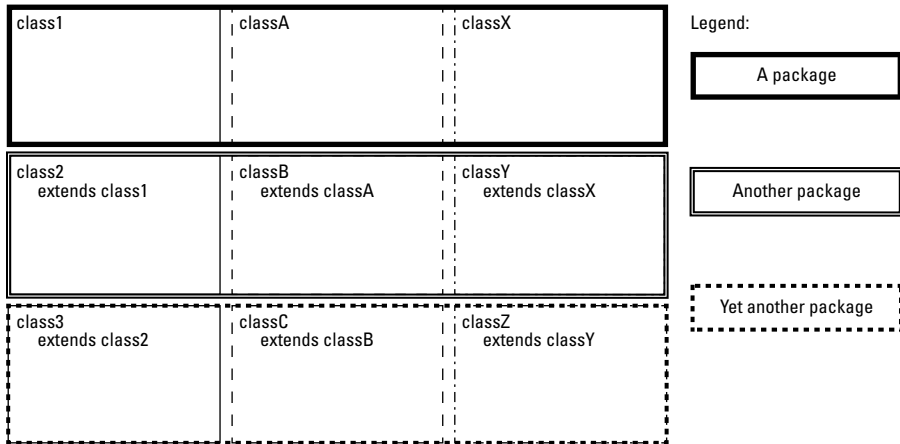 class1
classA
classX
Legend:
A package
class2
extends class1
classB
extends classA
classY
extends classX
Another package
class3
extends class2
classC
extends classB
classZ
extends classY
Yet another package